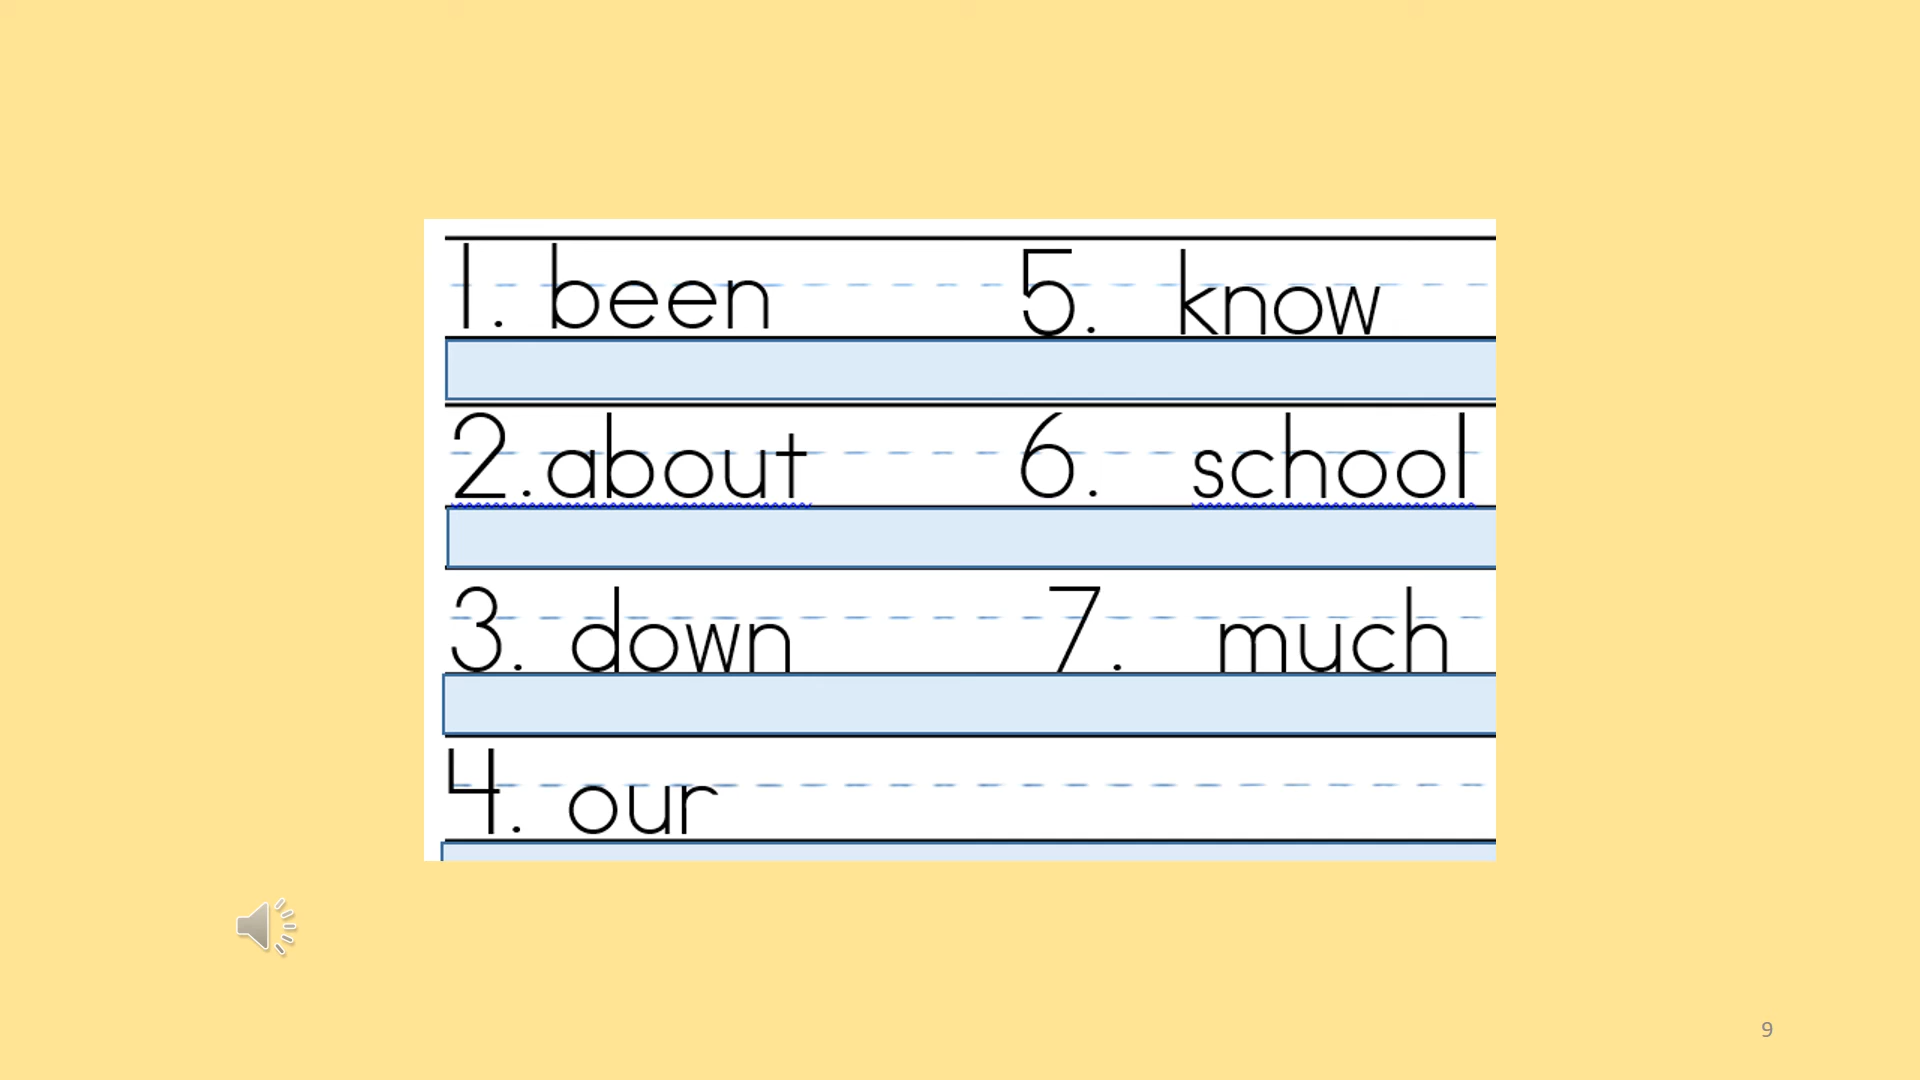 1. been 5. know
2.about 6. school
3. down 7. much
4. our
9